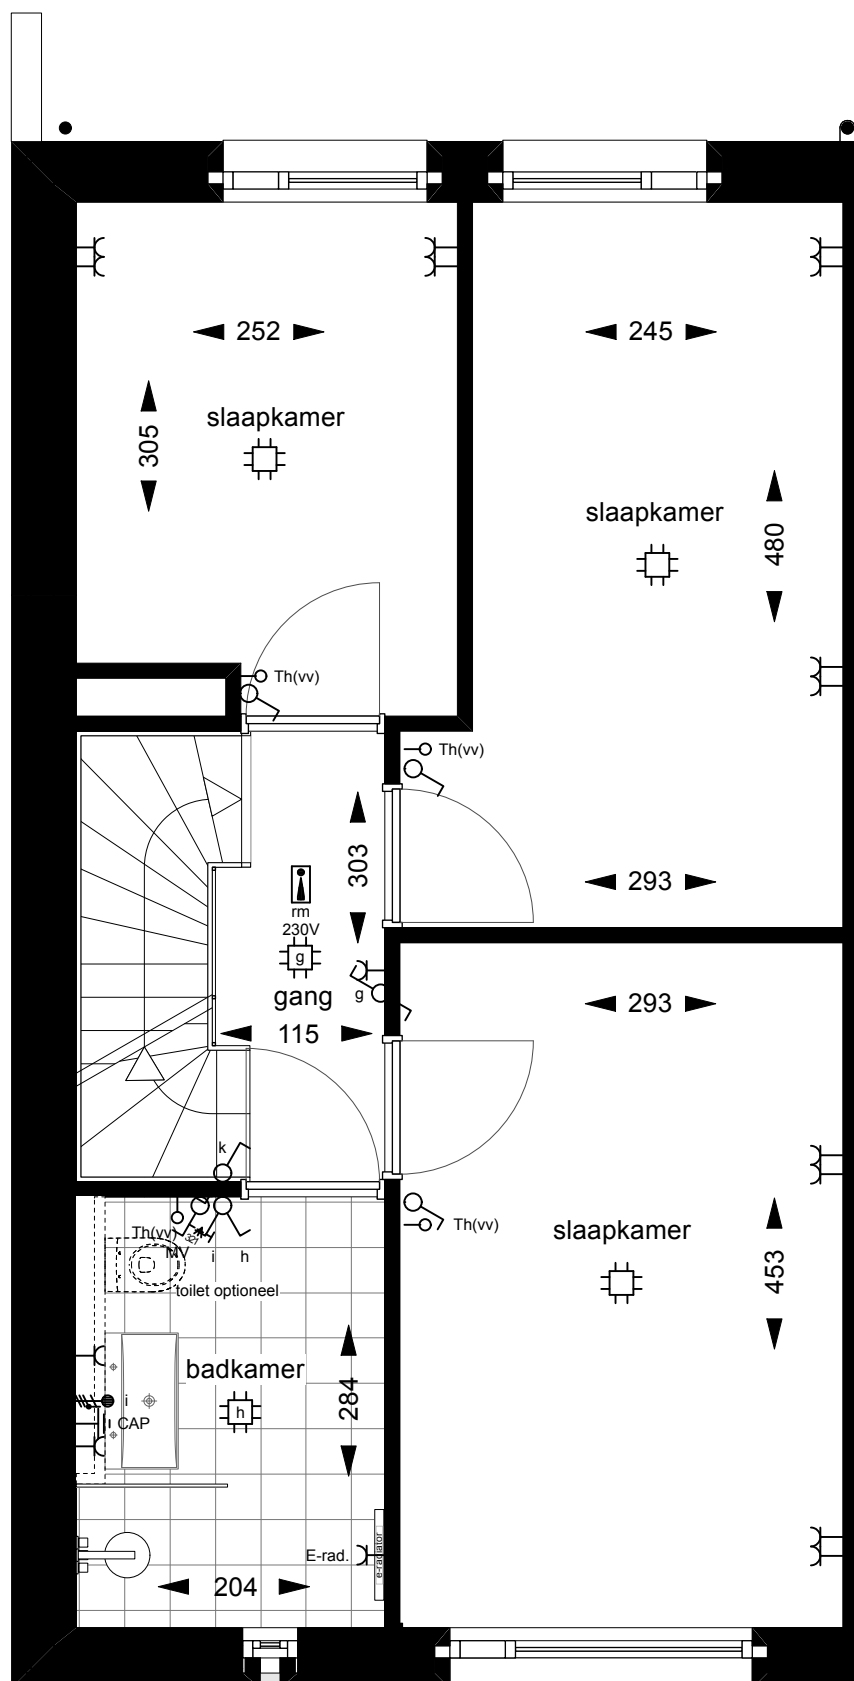 252
245
305
slaapkamer
480
slaapkamer
Th(vv)
Th(vv)
303
293
rm
230V
g
gang
g
293
115
k
Th(vv)
MV
i
h
Th(vv)
slaapkamer
453
toilet optioneel
badkamer
284
h
i
CAP
E-rad.
e-radiator
204